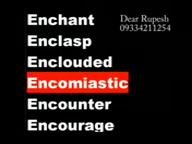 Enchant
Enclasp
Enclouded
Encomiastic
Encounter
Encourage
Dear Rupesh
09334211254